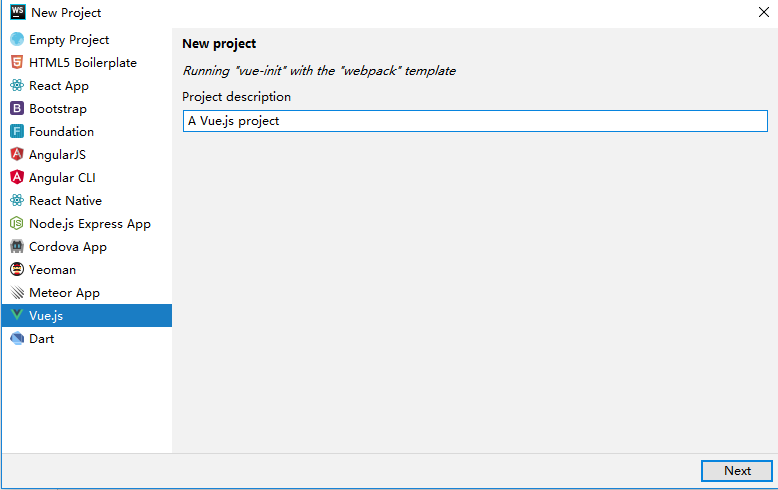 WS New Project
Empty Project
HTML5 Boilerplate
React App
B Bootstrap
F Foundation
AngularJS
Angular CLI
React Native
Node.js Express App
Cordova App
Yeoman
Meteor App
Vue.js
Dart
New project
Running "vue-init" with the "webpack" template
Project description
A Vue.js project
Next